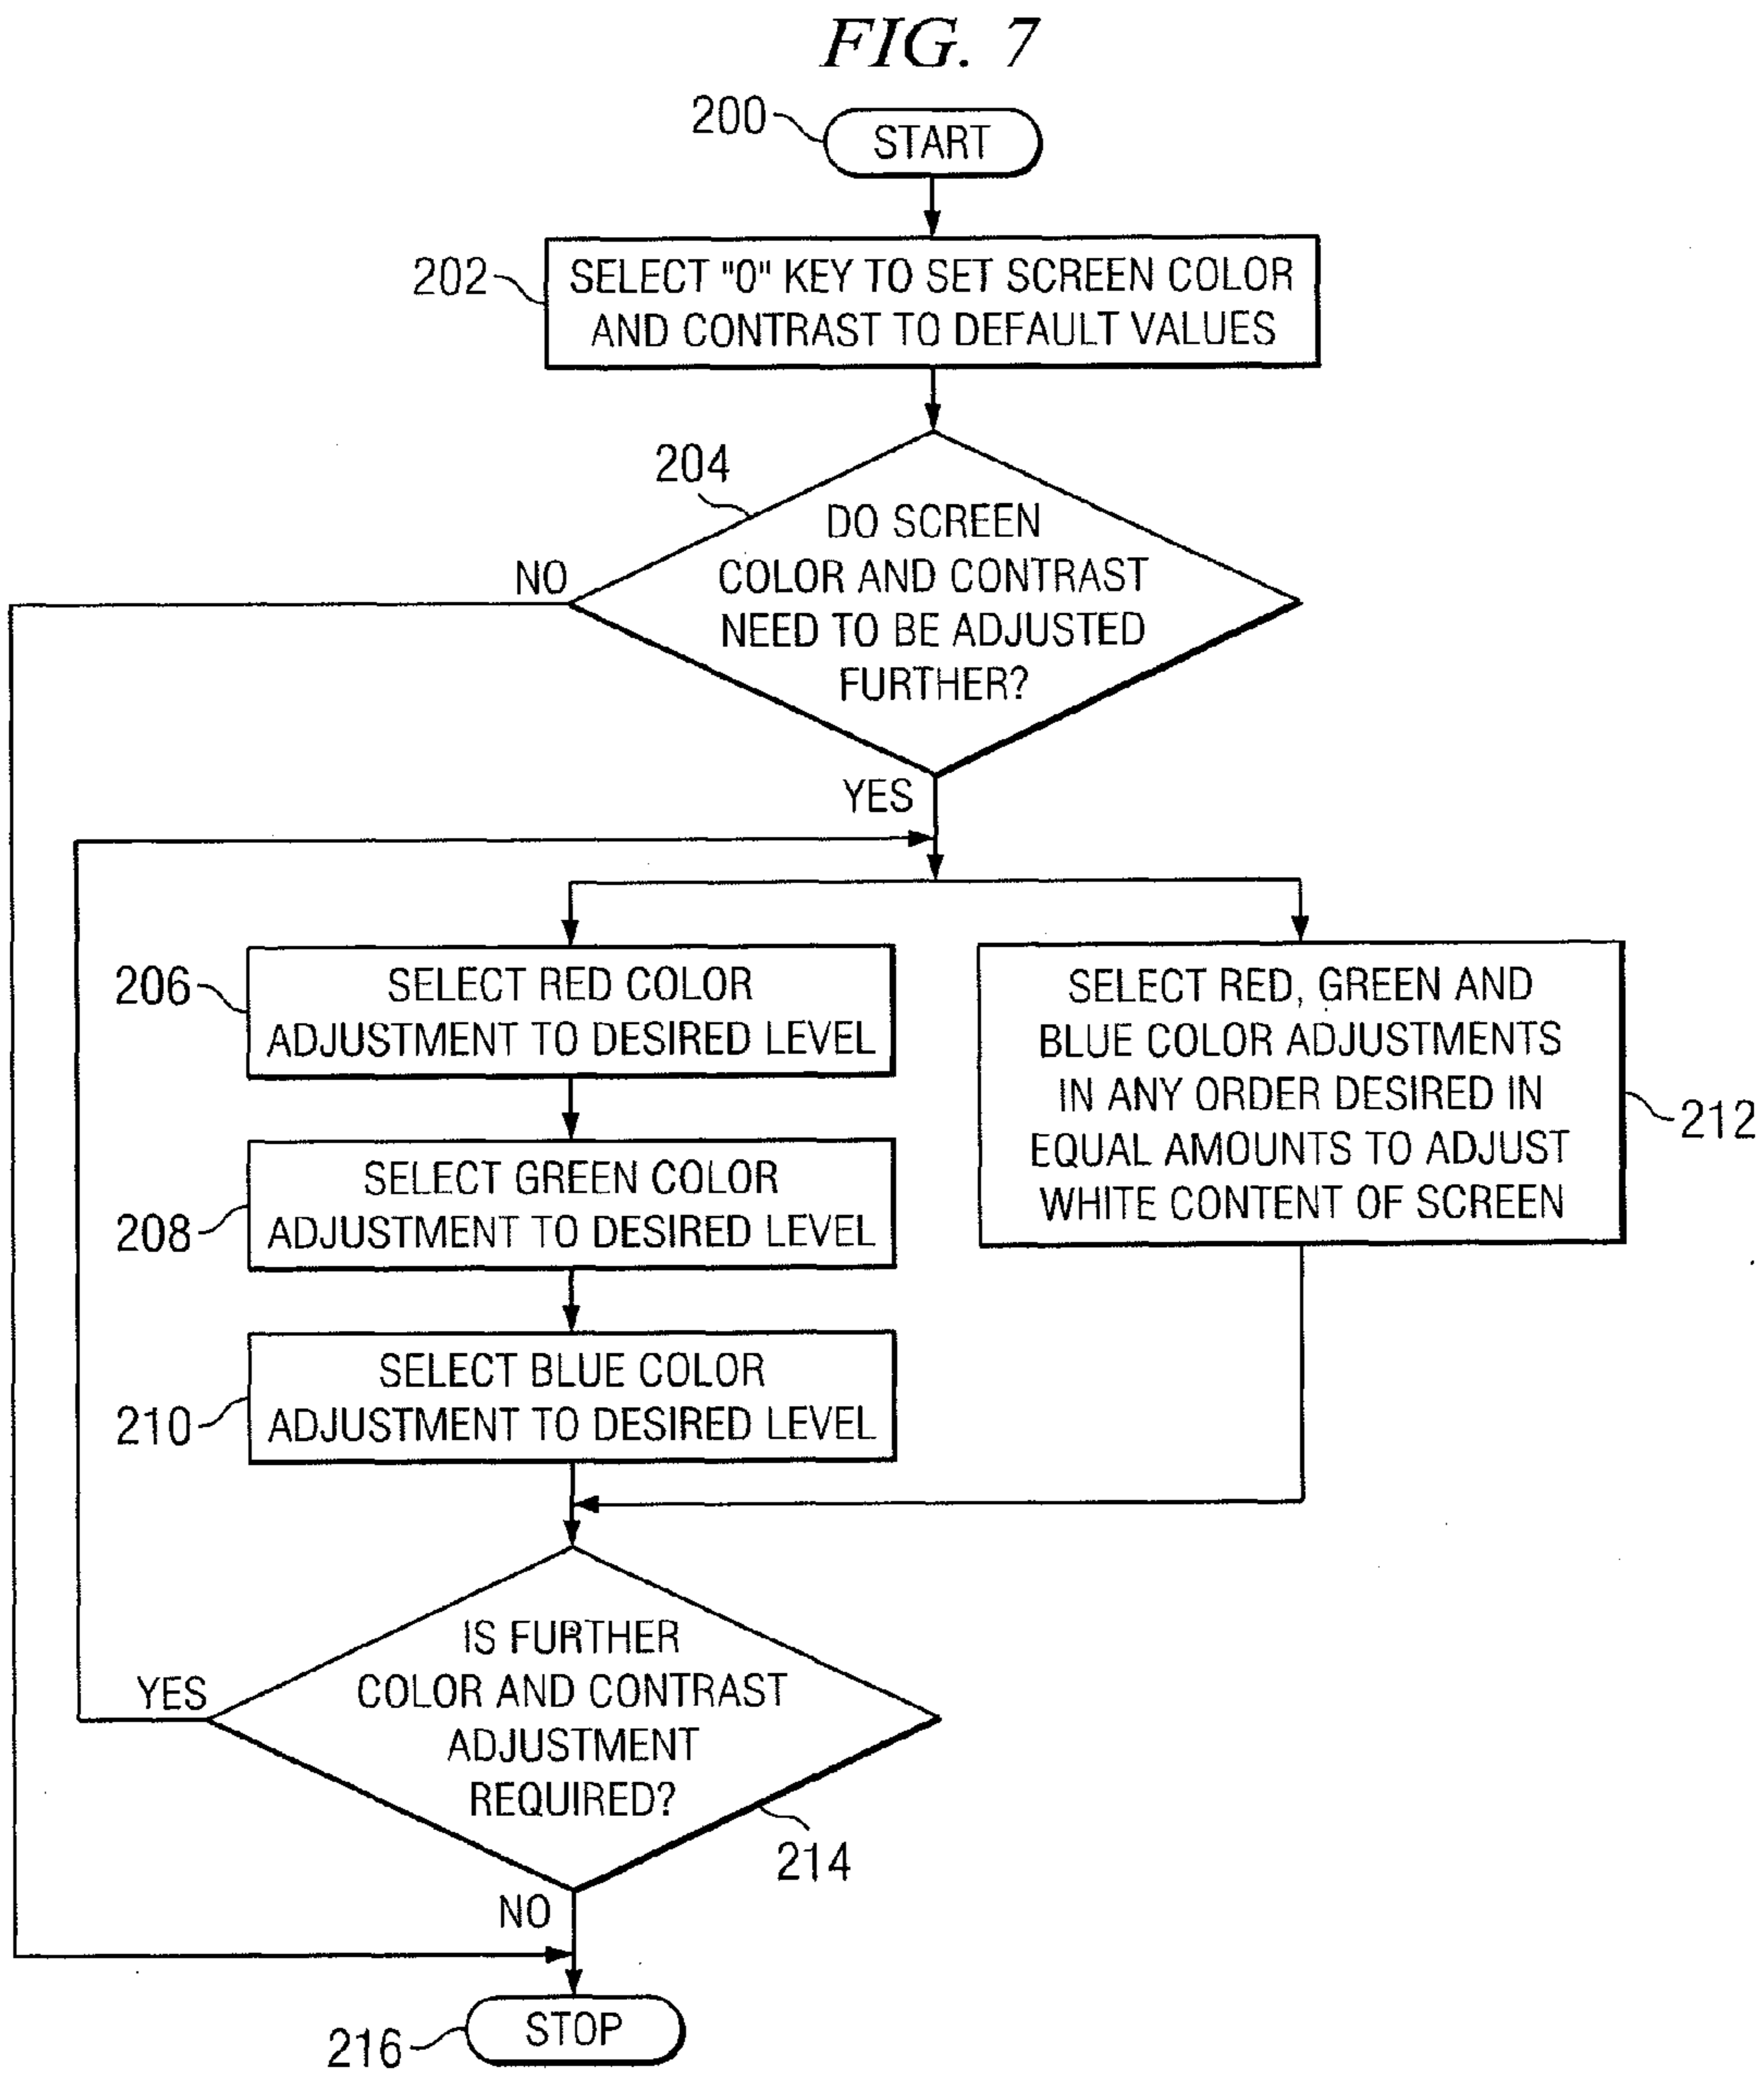 FIG. 7
200
START
202
SELECT "0" KEY TO SET SCREEN COLOR
AND CONTRAST TO DEFAULT VALUES
204
DO SCREEN
COLOR AND CONTRAST
NEED TO BE ADJUSTED
FURTHER?
NO
YES
206
SELECT RED COLOR
ADJUSTMENT TO DESIRED LEVEL
208
SELECT GREEN COLOR
ADJUSTMENT TO DESIRED LEVEL
210
SELECT BLUE COLOR
ADJUSTMENT TO DESIRED LEVEL
SELECT RED, GREEN AND
BLUE COLOR ADJUSTMENTS
IN ANY ORDER DESIRED IN
EQUAL AMOUNTS TO ADJUST
WHITE CONTENT OF SCREEN
212
IS FURTHER
COLOR AND CONTRAST
ADJUSTMENT
REQUIRED?
YES
214
NO
216
STOP